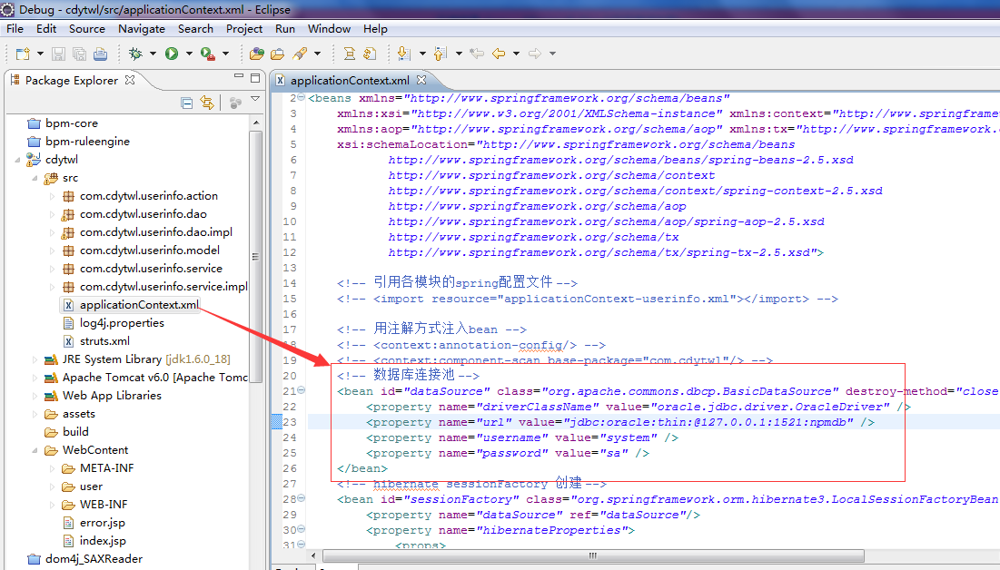 Debug - cdytwl/src/applicationContext.xml - Eclipse
File Edit Source Navigate Search Project Run Window Help
Package Explorer
bpm-core
bpm-ruleengine
cdytwl
src
com.cdytwl.userinfo.action
com.cdytwl.userinfo.dao
com.cdytwl.userinfo.dao.impl
com.cdytwl.userinfo.model
com.cdytwl.userinfo.service
com.cdytwl.userinfo.service.impl
applicationContext.xml
log4j.properties
struts.xml
JRE System Library [jdk1.6.0_18]
Apache Tomcat v6.0 [Apache Tomc
Web App Libraries
assets
build
WebContent
META-INF
user
WEB-INF
error.jsp
index.jsp
dom4j_SAXReader
applicationContext.xml
2 <beans xmlns="http://www.springframework.org/schema/beans"
3 xmlns:xsi="http://www.w3.org/2001/XMLSchema-instance" xmlns:context="http://www.springframe
4 xmlns:aop="http://www.springframework.org/schema/aop" xmlns:tx="http://www.springframework.
5 xsi:schemaLocation="http://www.springframework.org/schema/beans
6 http://www.springframework.org/schema/beans/spring-beans-2.5.xsd
7 http://www.springframework.org/schema/context
8 http://www.springframework.org/schema/context/spring-context-2.5.xsd
9 http://www.springframework.org/schema/aop
10 http://www.springframework.org/schema/aop/spring-aop-2.5.xsd
11 http://www.springframework.org/schema/tx
12 http://www.springframework.org/schema/tx/spring-tx-2.5.xsd">
13
14 <!-- 引用各模块的spring配置文件 -->
15 <!-- <import resource="applicationContext-userinfo.xml"></import> -->
16
17 <!-- 用注解方式注入bean -->
18 <!-- <context:annotation-config/> -->
19 <!-- <context:component-scan base-package="com.cdytwl"/> -->
20 <!-- 数据库连接池 -->
21 <bean id="dataSource" class="org.apache.commons.dbcp.BasicDataSource" destroy-method="close
22 <property name="driverClassName" value="oracle.jdbc.driver.OracleDriver" />
23 <property name="url" value="jdbc:oracle:thin:@127.0.0.1:1521:npmdb" />
24 <property name="username" value="system" />
25 <property name="password" value="sa" />
26 </bean>
27 <!-- hibernate sessionFactory 创建 -->
28 <bean id="sessionFactory" class="org.springframework.orm.hibernate3.LocalSessionFactoryBean
29 <property name="dataSource" ref="dataSource"/>
30 <property name="hibernateProperties">
31 <props>